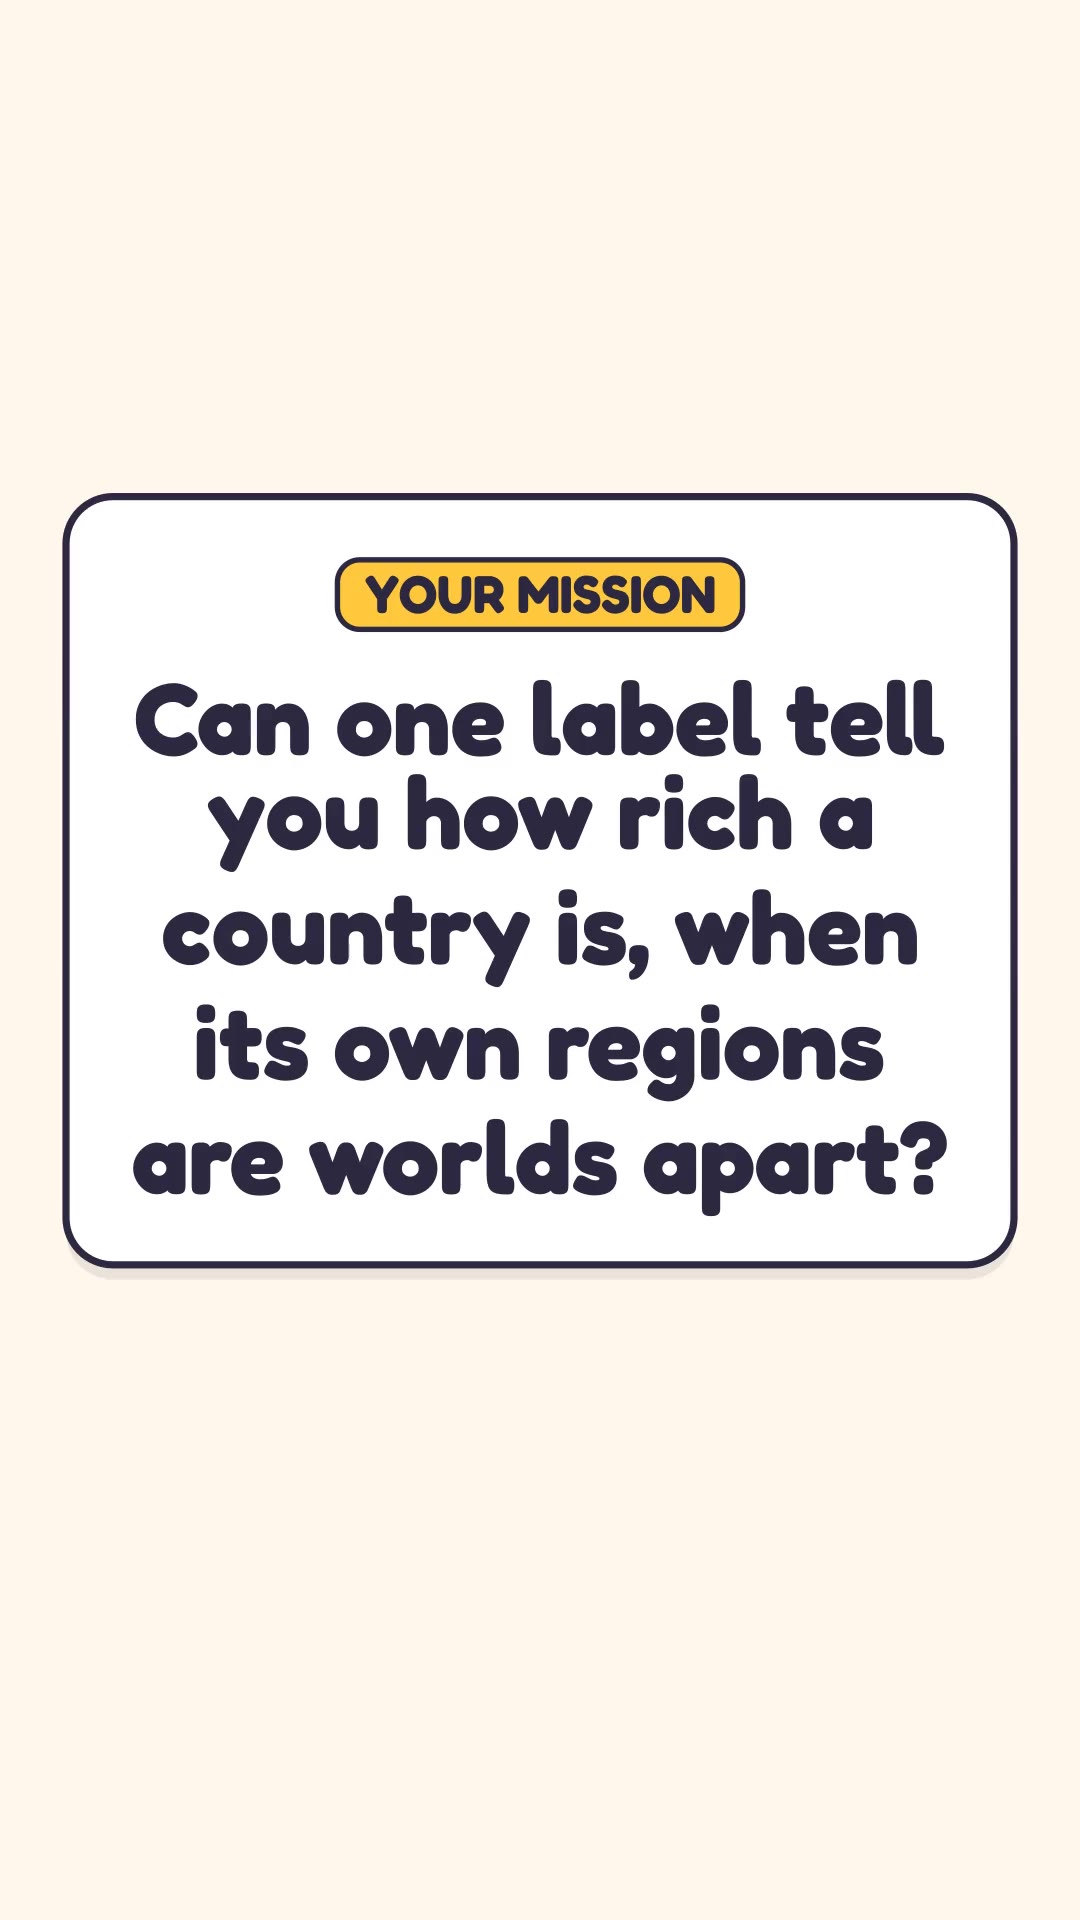 YOUR MISSION
Can one label tell
you how rich a
country is, when
its own regions
are worlds apart?